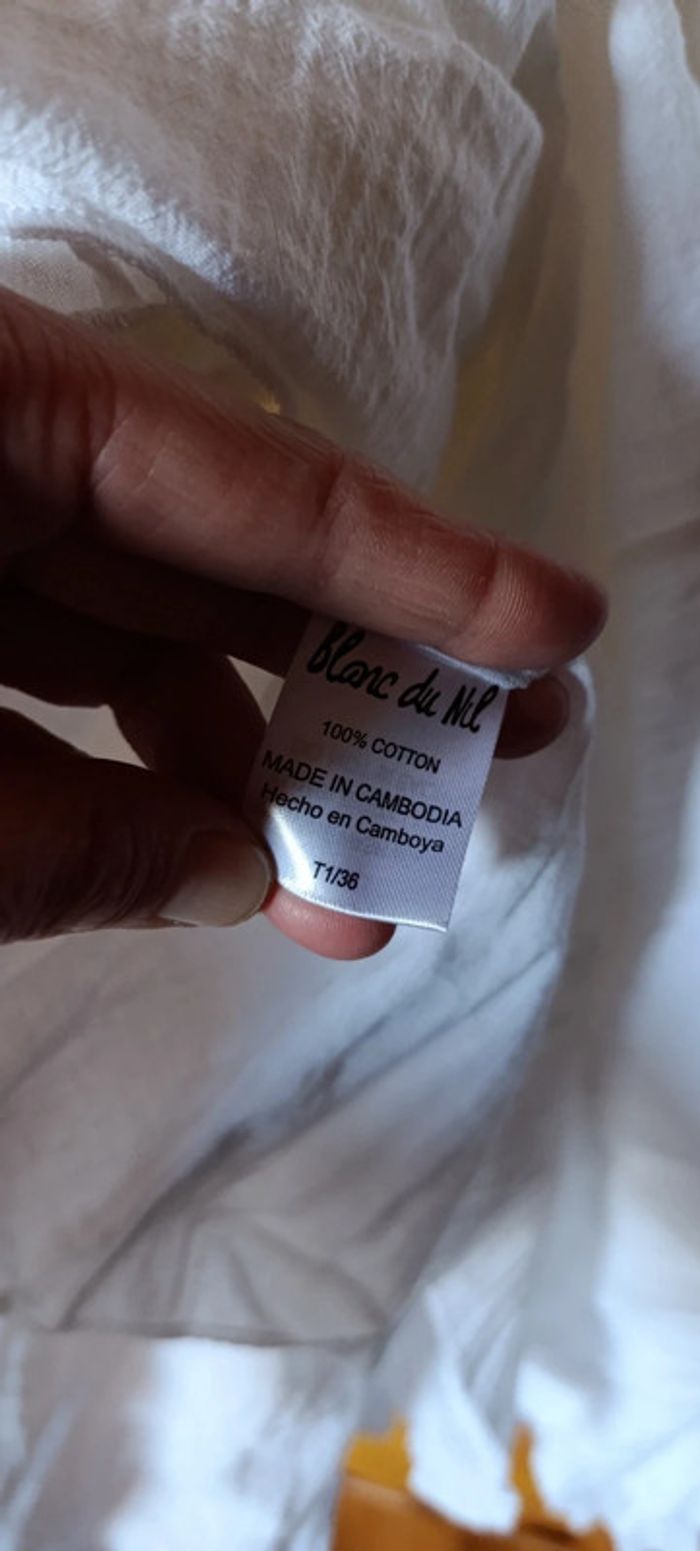 Blanc du Nil
100% COTTON
MADE IN CAMBODIA
Hecho en Camboya
T1/36